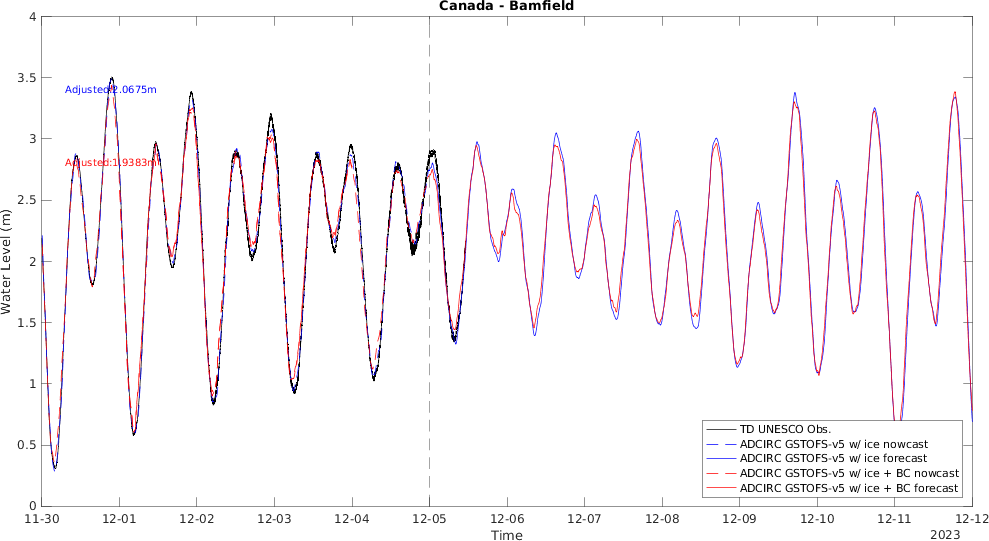 Canada - Bamfield
4
3.5
3
2.5
2
1.5
1
0.5
0
Water Level (m)
Adjusted:2.0675m
Adjusted:1.9383m
TD UNESCO Obs.
ADCIRC GSTOFS-v5 w/ ice nowcast
ADCIRC GSTOFS-v5 w/ ice forecast
ADCIRC GSTOFS-v5 w/ ice + BC nowcast
ADCIRC GSTOFS-v5 w/ ice + BC forecast
11-30 12-01 12-02 12-03 12-04 12-05 12-06 12-07 12-08 12-09 12-10 12-11 12-12
Time
2023